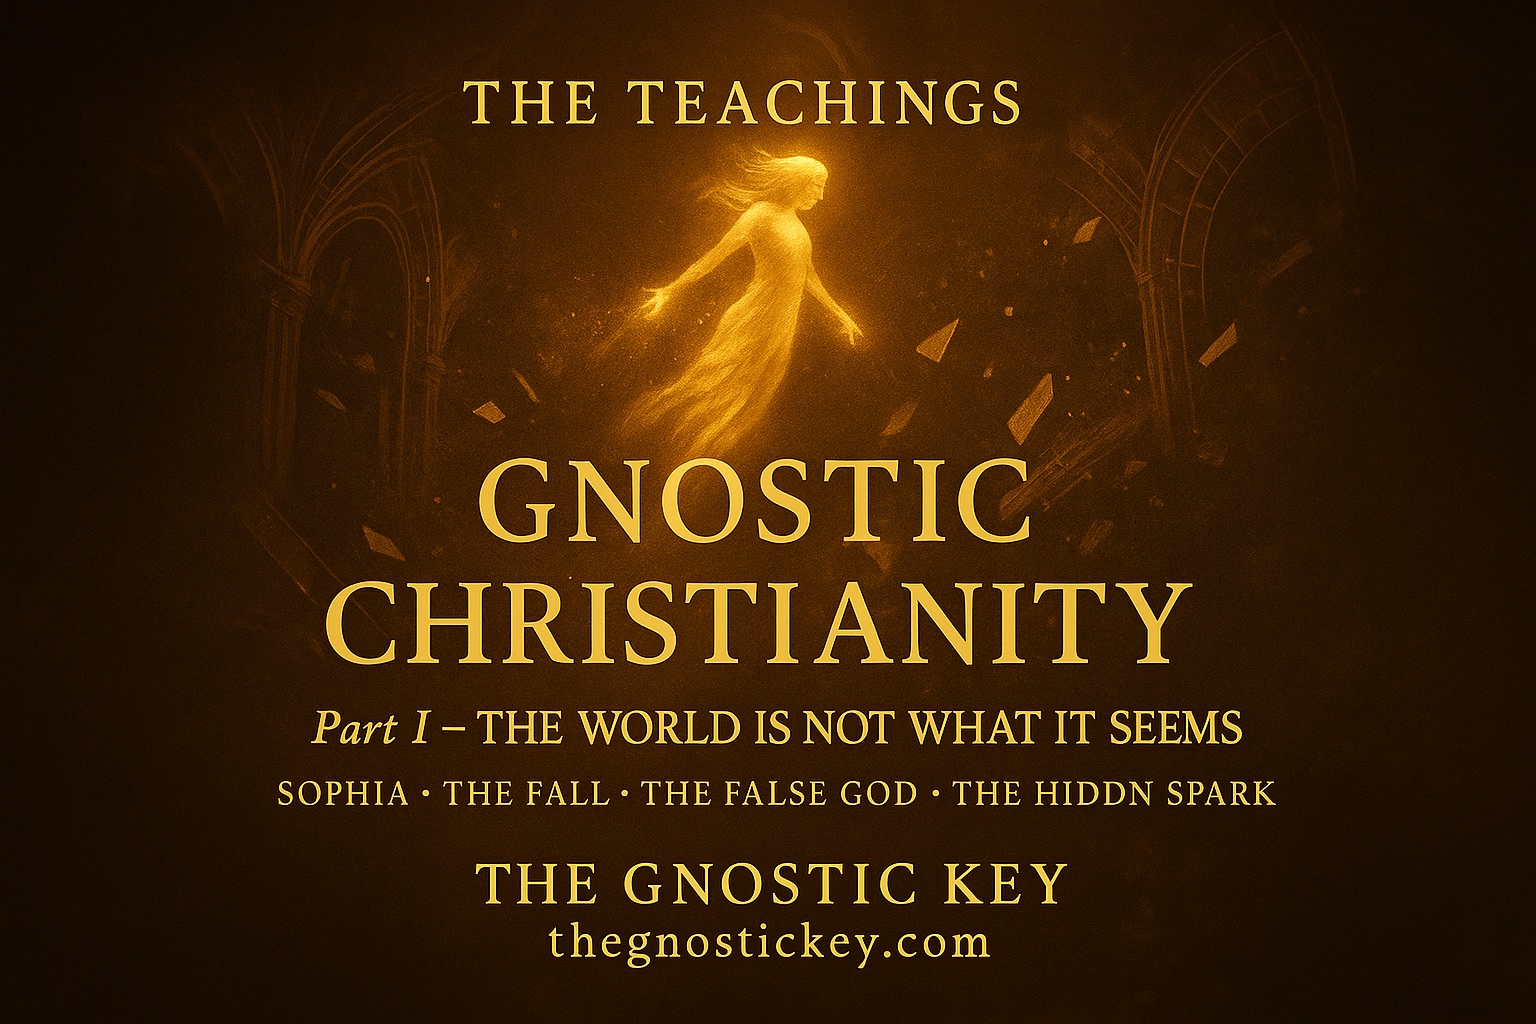 THE TEACHINGS
GNOSTIC
CHRISTIANITY
Part I – THE WORLD IS NOT WHAT IT SEEMS
SOPHIA • THE FALL • THE FALSE GOD • THE HIDDN SPARK
THE GNOSTIC KEY
thegnostickey.com